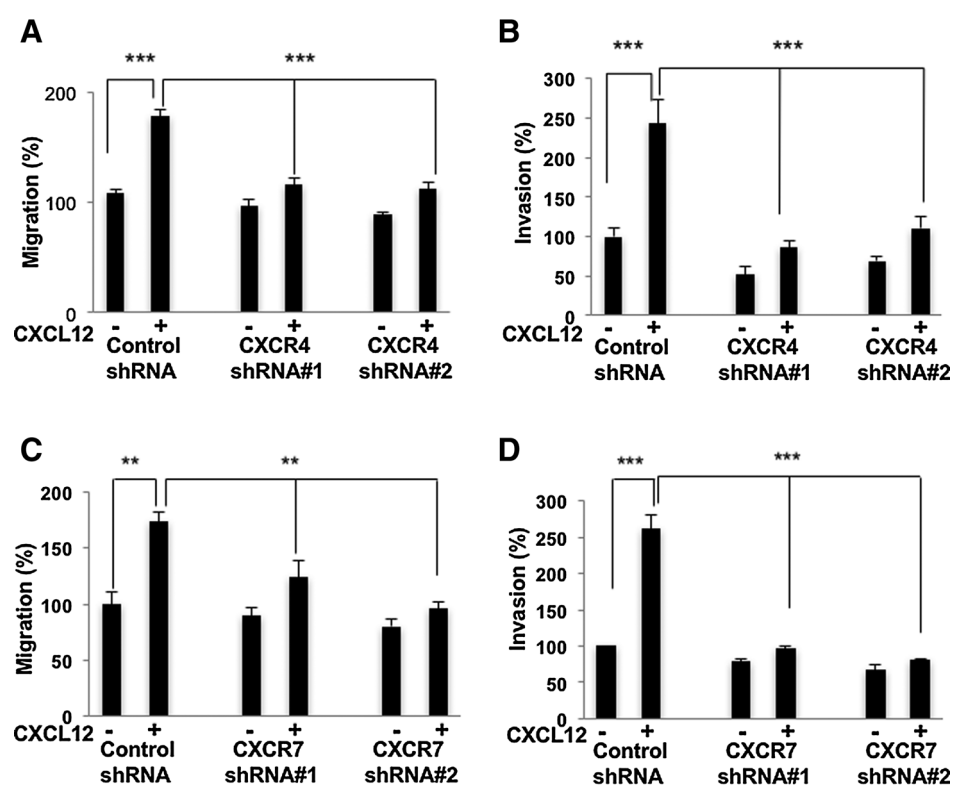 A
*** ***
200
100
0
Migration (%)
CXCL12 - + - + - +
Control CXCR4 CXCR4
shRNA shRNA#1 shRNA#2
B
*** ***
300
250
200
150
100
50
0
Invasion (%)
CXCL12 - + - + - +
Control CXCR4 CXCR4
shRNA shRNA#1 shRNA#2
C
** **
200
150
100
50
0
Migration (%)
CXCL12 - + - + - +
Control CXCR7 CXCR7
shRNA shRNA#1 shRNA#2
D
*** ***
300
250
200
150
100
50
0
Invasion (%)
CXCL12 - + - + - +
Control CXCR7 CXCR7
shRNA shRNA#1 shRNA#2